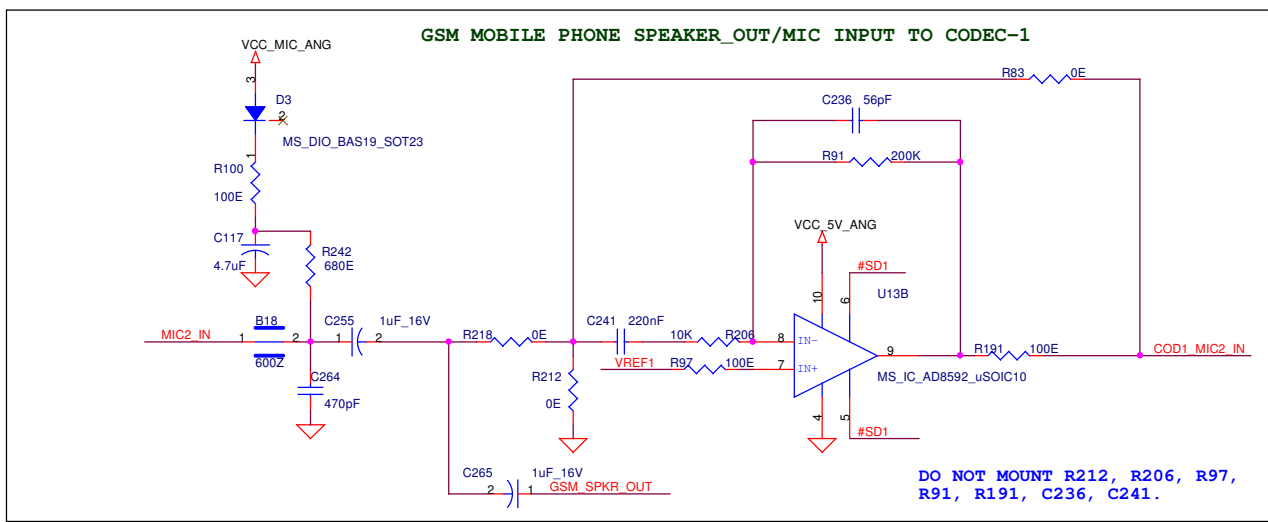 GSM MOBILE PHONE SPEAKER_OUT/MIC INPUT TO CODEC-1
VCC_MIC_ANG
3
D3
2
MS_DIO_BAS19_SOT23
1
R100
100E
C117
4.7uF
R242
680E
R83 0E
C236 56pF
R91 200K
VCC_5V_ANG
#SD1
10
6
U13B
MIC2_IN
1
B18
2
600Z
C255 1uF_16V
1 2
C264
470pF
R218 0E
C241 220nF
10K R206
8 IN-
VREF1 R97 100E
7 IN+
9
R191 100E
COD1_MIC2_IN
MS_IC_AD8592_uSOIC10
R212
0E
4
5
#SD1
C265 1uF_16V
2 1
GSM_SPKR_OUT
DO NOT MOUNT R212, R206, R97,
R91, R191, C236, C241.